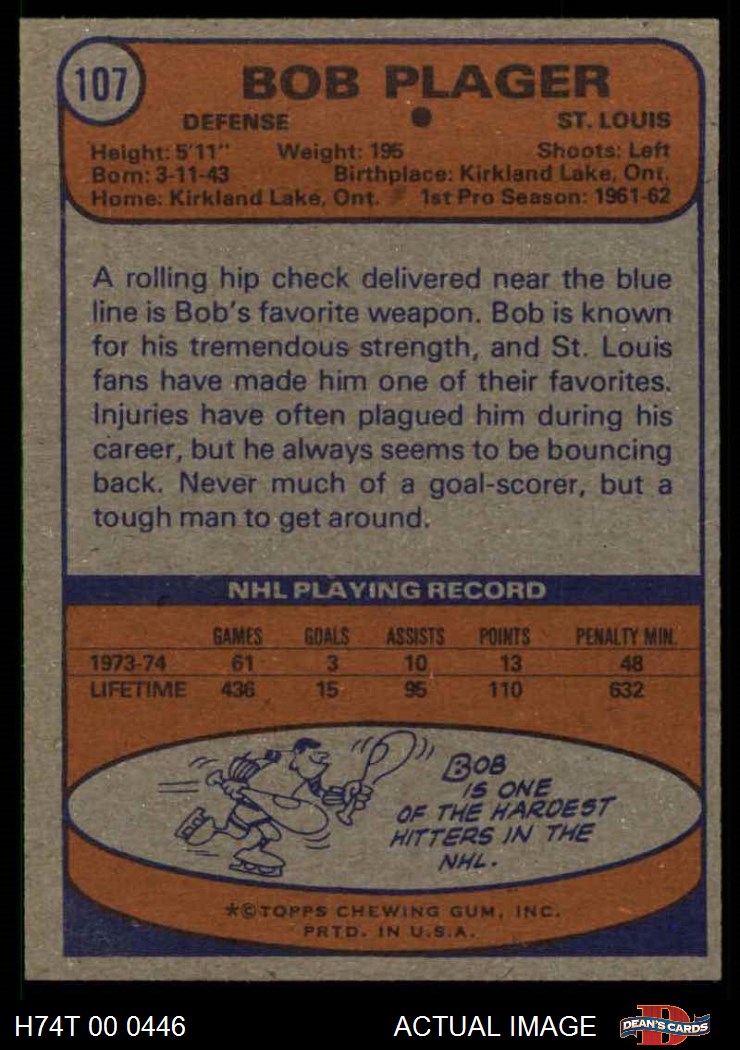 107
BOB PLAGER
DEFENSE ST. LOUIS
Height: 5'11" Weight: 195 Shoots: Left
Born: 3-11-43 Birthplace: Kirkland Lake, Ont.
Home: Kirkland Lake, Ont. 1st Pro Season: 1961-62
A rolling hip check delivered near the blue
line is Bob's favorite weapon. Bob is known
for his tremendous strength, and St. Louis
fans have made him one of their favorites.
Injuries have often plagued him during his
career, but he always seems to be bouncing
back. Never much of a goal-scorer, but a
tough man to get around.
NHL PLAYING RECORD
GAMES GOALS ASSISTS POINTS PENALTY MIN.
1973-74 61 3 10 13 48
LIFETIME 436 15 95 110 632
BOB
IS ONE
OF THE HARDEST
HITTERS IN THE
NHL.
*©TOPPS CHEWING GUM, INC.
PRTD. IN U.S.A.
H74T 00 0446 ACTUAL IMAGE D DEAN'S CARDS